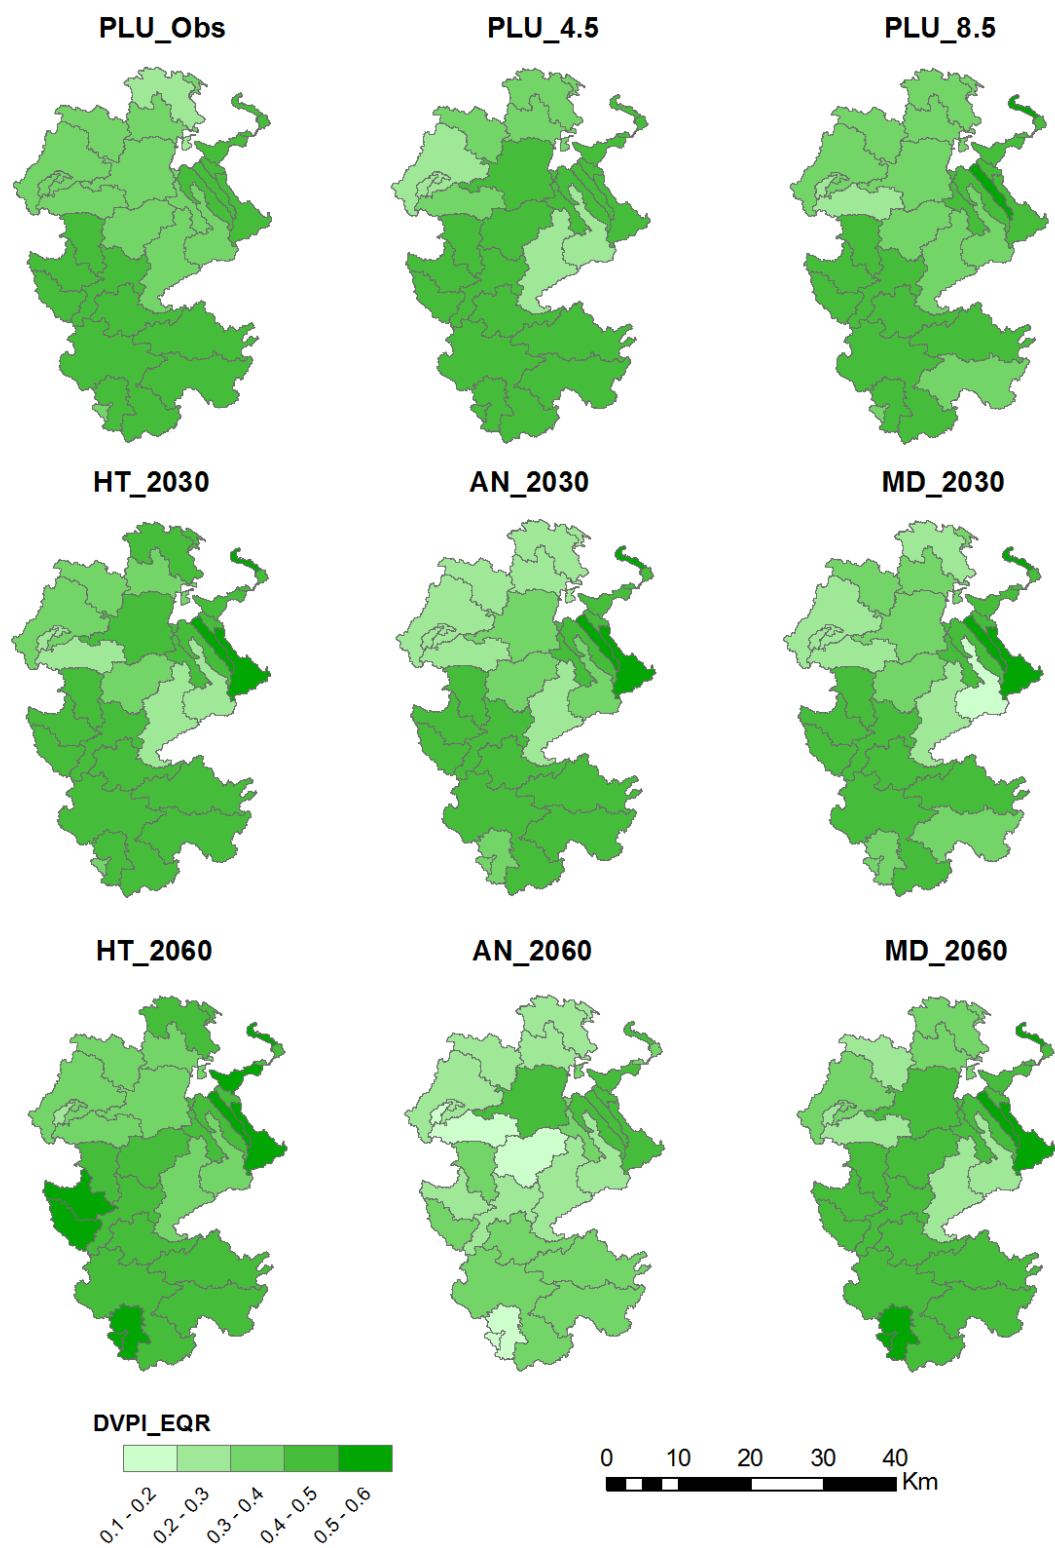 PLU_Obs PLU_4.5 PLU_8.5
HT_2030 AN_2030 MD_2030
HT_2060 AN_2060 MD_2060
DVPI_EQR
0.1 - 0.2
0.2 - 0.3
0.3 - 0.4
0.4 - 0.5
0.5 - 0.6
0 10 20 30 40
Km